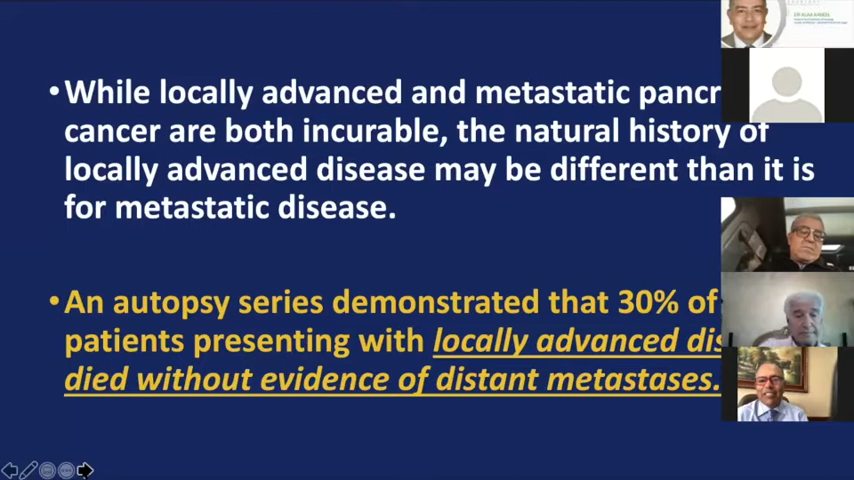 •While locally advanced and metastatic pancr
cancer are both incurable, the natural history of
locally advanced disease may be different than it is
for metastatic disease.
•An autopsy series demonstrated that 30% of
patients presenting with locally advanced dis
died without evidence of distant metastases.